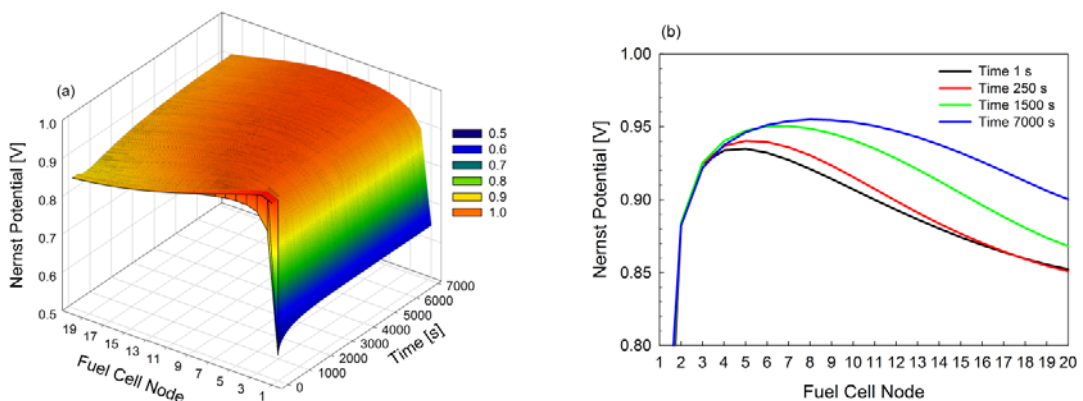 (a)
Nernst Potential [V]
1.0
0.9
0.8
0.7
0.6
0.5
19 17 15 13 11 9 7 5 3 1
Fuel Cell Node
0 1000 2000 3000 4000 5000 6000 7000
Time [s]
0.5
0.6
0.7
0.8
0.9
1.0
(b)
Nernst Potential [V]
1.00
0.95
0.90
0.85
0.80
Time 1 s
Time 250 s
Time 1500 s
Time 7000 s
1 2 3 4 5 6 7 8 9 10 11 12 13 14 15 16 17 18 19 20
Fuel Cell Node